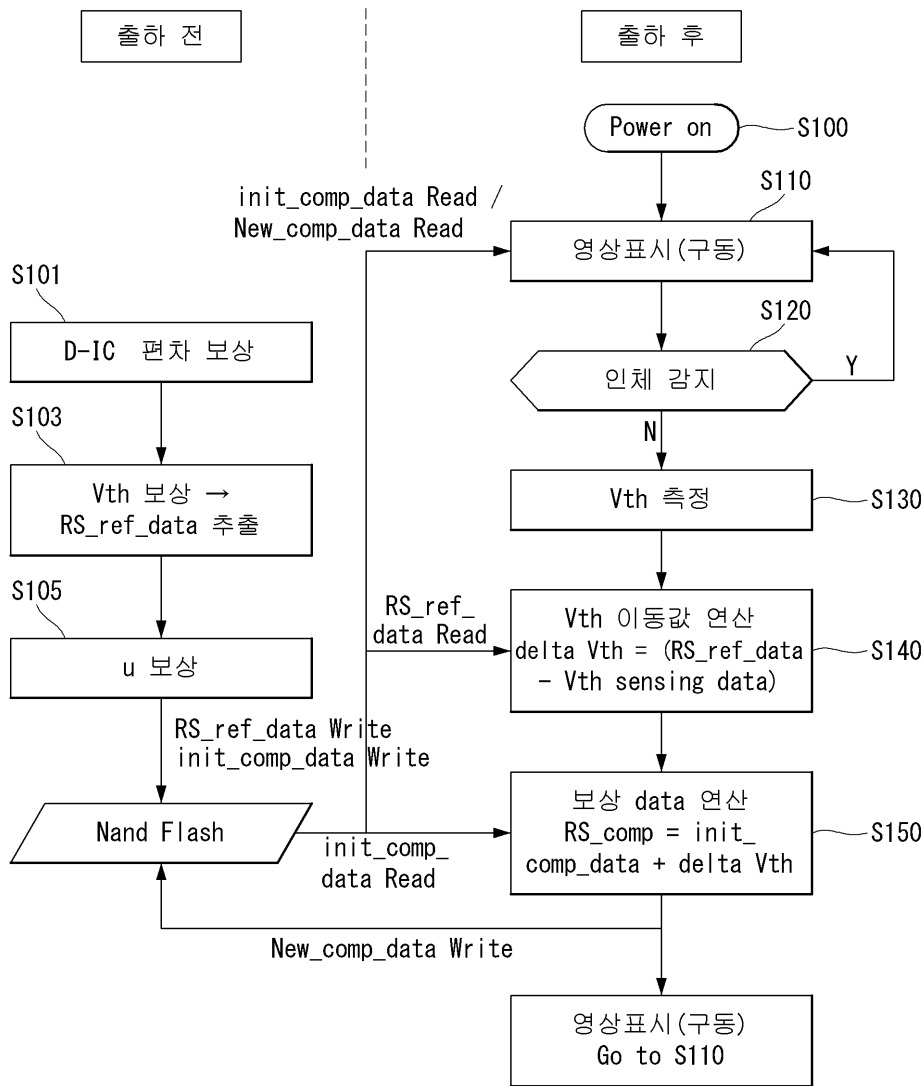 출하 전
출하 후
Power on
S100
init_comp_data Read /
New_comp_data Read
S110
영상표시(구동)
S101
D-IC 편차 보상
S120
인체 감지
Y
N
S103
Vth 보상 →
RS_ref_data 추출
Vth 측정
S130
S105
u 보상
RS_ref_
data Read
Vth 이동값 연산
delta Vth = (RS_ref_data
- Vth sensing data)
S140
RS_ref_data Write
init_comp_data Write
Nand Flash
init_comp_
data Read
보상 data 연산
RS_comp = init_
comp_data + delta Vth
S150
New_comp_data Write
영상표시(구동)
Go to S110